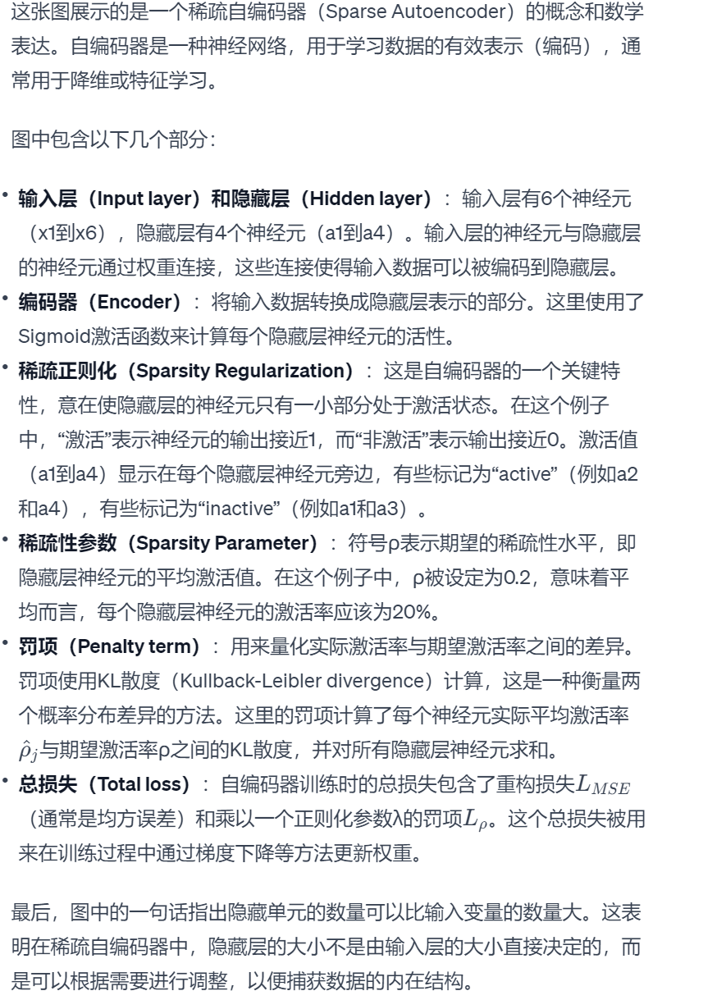 这张图展示的是一个稀疏自编码器（Sparse Autoencoder）的概念和数学
表达。自编码器是一种神经网络，用于学习数据的有效表示（编码），通
常用于降维或特征学习。
图中包含以下几个部分：
• 输入层（Input layer）和隐藏层（Hidden layer）：输入层有6个神经元
（x1到x6），隐藏层有4个神经元（a1到a4）。输入层的神经元与隐藏层
的神经元通过权重连接，这些连接使得输入数据可以被编码到隐藏层。
• 编码器（Encoder）：将输入数据转换成隐藏层表示的部分。这里使用了
Sigmoid激活函数来计算每个隐藏层神经元的活性。
• 稀疏正则化（Sparsity Regularization）：这是自编码器的一个关键特
性，意在使隐藏层的神经元只有一小部分处于激活状态。在这个例子
中，“激活”表示神经元的输出接近1，而“非激活”表示输出接近0。激活值
（a1到a4）显示在每个隐藏层神经元旁边，有些标记为“active”（例如a2
和a4），有些标记为“inactive”（例如a1和a3）。
• 稀疏性参数（Sparsity Parameter）：符号ρ表示期望的稀疏性水平，即
隐藏层神经元的平均激活值。在这个例子中，ρ被设定为0.2，意味着平
均而言，每个隐藏层神经元的激活率应该为20%。
• 罚项（Penalty term）：用来量化实际激活率与期望激活率之间的差异。
罚项使用KL散度（Kullback-Leibler divergence）计算，这是一种衡量两
个概率分布差异的方法。这里的罚项计算了每个神经元实际平均激活率
ρ̂ⱼ与期望激活率ρ之间的KL散度，并对所有隐藏层神经元求和。
• 总损失（Total loss）：自编码器训练时的总损失包含了重构损失L_{MSE}
（通常是均方误差）和乘以一个正则化参数λ的罚项L_ρ。这个总损失被用
来在训练过程中通过梯度下降等方法更新权重。
最后，图中的一句话指出隐藏单元的数量可以比输入变量的数量大。这表
明在稀疏自编码器中，隐藏层的大小不是由输入层的大小直接决定的，而
是可以根据需要进行调整，以便捕获数据的内在结构。